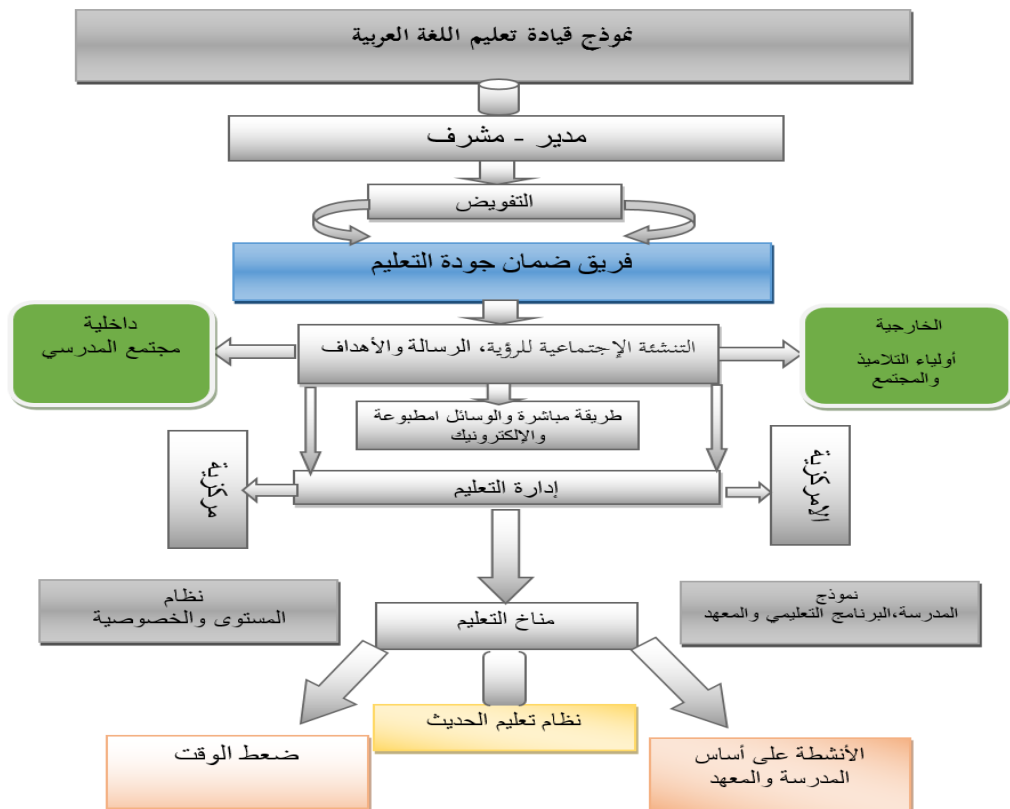 نموذج قيادة تعليم اللغة العربية
مدير - مشرف
التفويض
فريق ضمان جودة التعليم
الخارجية
أولياء التلاميذ
والمجتمع
التنشئة الإجتماعية للرؤية، الرسالة والأهداف
داخلية
مجتمع المدرسي
طريقة مباشرة والوسائل امطبوعة
والإلكترونيك
الامركزية
إدارة التعليم
مركزية
نموذج
المدرسة،البرنامج التعليمي والمعهد
مناخ التعليم
نظام
المستوى والخصوصية
الأنشطة على أساس
المدرسة والمعهد
نظام تعليم الحديث
ضعط الوقت